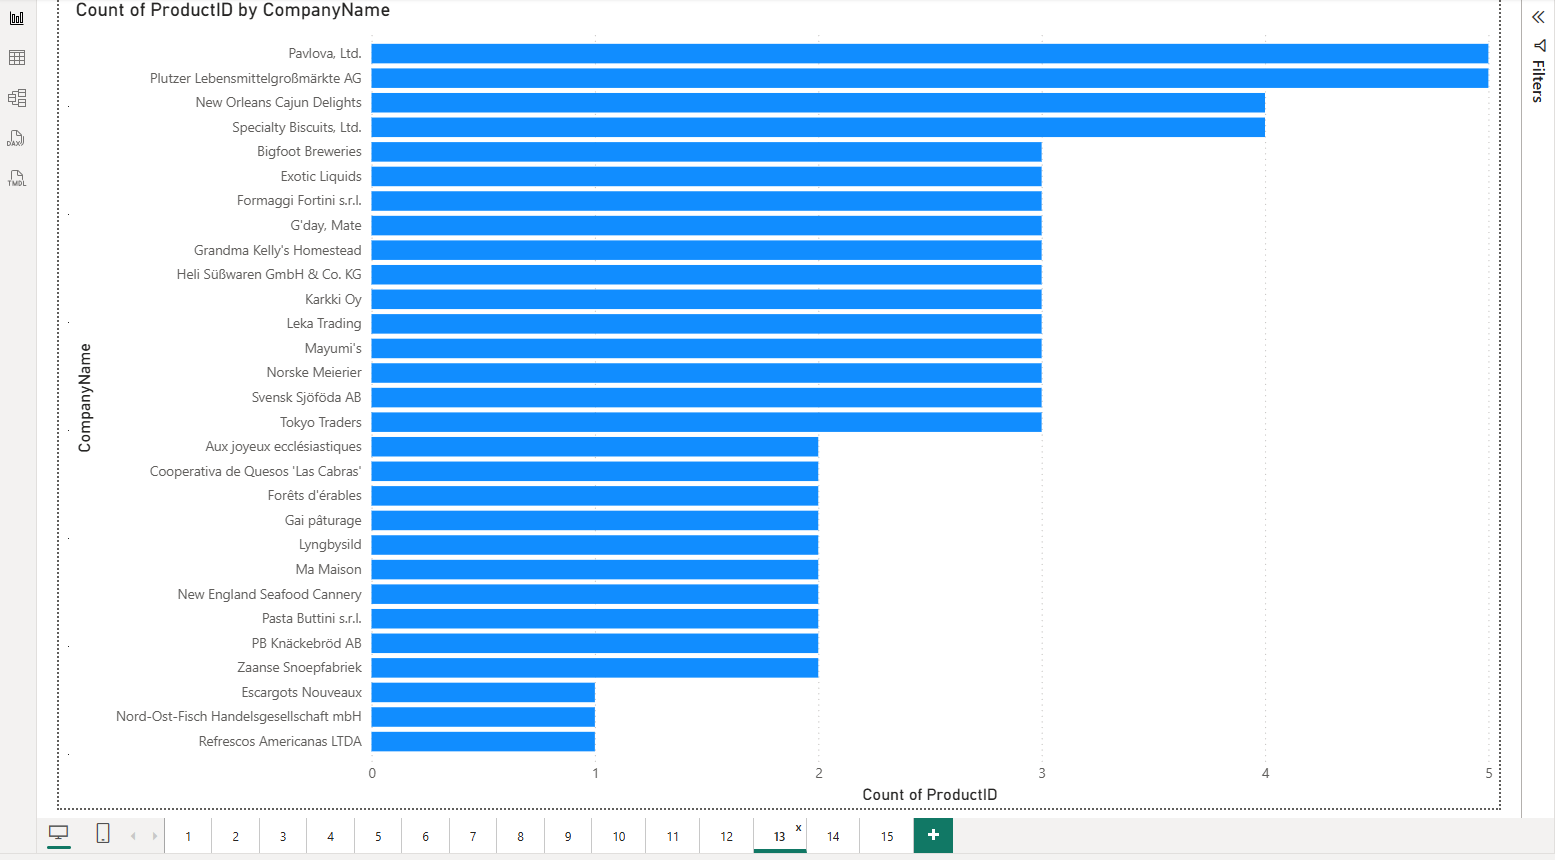 Count of ProductID by CompanyName
Pavlova, Ltd.
Plutzer Lebensmittelgroßmärkte AG
New Orleans Cajun Delights
Specialty Biscuits, Ltd.
Bigfoot Breweries
Exotic Liquids
Formaggi Fortini s.r.l.
G'day, Mate
Grandma Kelly's Homestead
Heli Süßwaren GmbH & Co. KG
Karkki Oy
Leka Trading
Mayumi's
Norske Meierier
Svensk Sjöföda AB
Tokyo Traders
Aux joyeux ecclésiastiques
Cooperativa de Quesos 'Las Cabras'
Forêts d'érables
Gai pâturage
Lyngbysild
Ma Maison
New England Seafood Cannery
Pasta Buttini s.r.l.
PB Knäckebröd AB
Zaanse Snoepfabriek
Escargots Nouveaux
Nord-Ost-Fisch Handelsgesellschaft mbH
Refrescos Americanas LTDA
CompanyName
0 1 2 3 4 5
Count of ProductID
Filters
DAX
TMDL
1 2 3 4 5 6 7 8 9 10 11 12 13 x 14 15 +